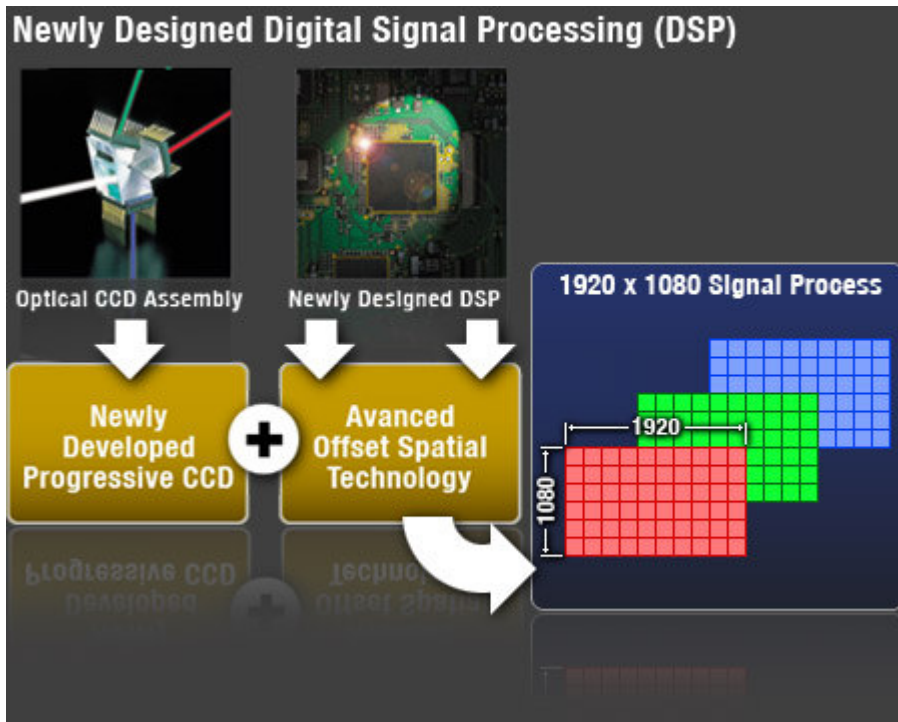 Newly Designed Digital Signal Processing (DSP)
Optical CCD Assembly
Newly Designed DSP
1920 x 1080 Signal Process
Newly
Developed
Progressive CCD
+
Avanced
Offset Spatial
Technology
1920
1080